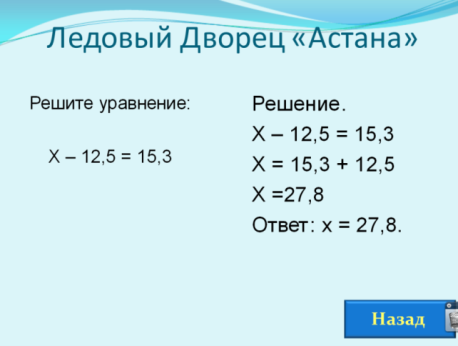 Ледовый Дворец «Астана»
Решите уравнение:
Х – 12,5 = 15,3
Решение.
Х – 12,5 = 15,3
Х = 15,3 + 12,5
Х =27,8
Ответ: х = 27,8.
Назад